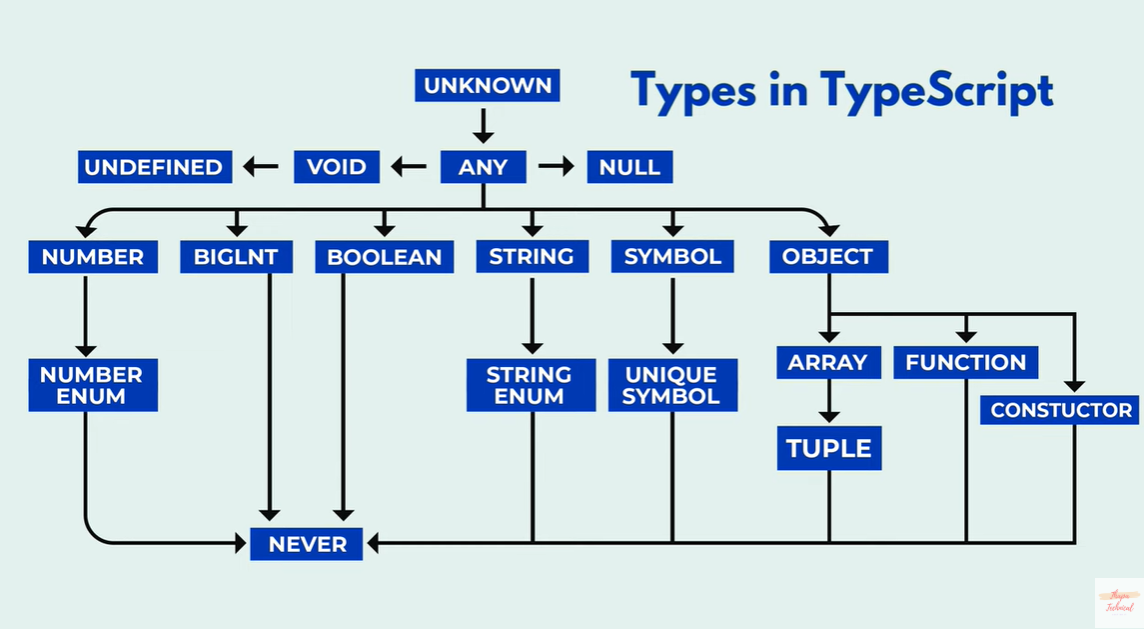 UNKNOWN
Types in TypeScript
UNDEFINED
VOID
ANY
NULL
NUMBER
BIGLNT
BOOLEAN
STRING
SYMBOL
OBJECT
NUMBER
ENUM
STRING
ENUM
UNIQUE
SYMBOL
ARRAY
FUNCTION
CONSTUCTOR
TUPLE
NEVER
Technical